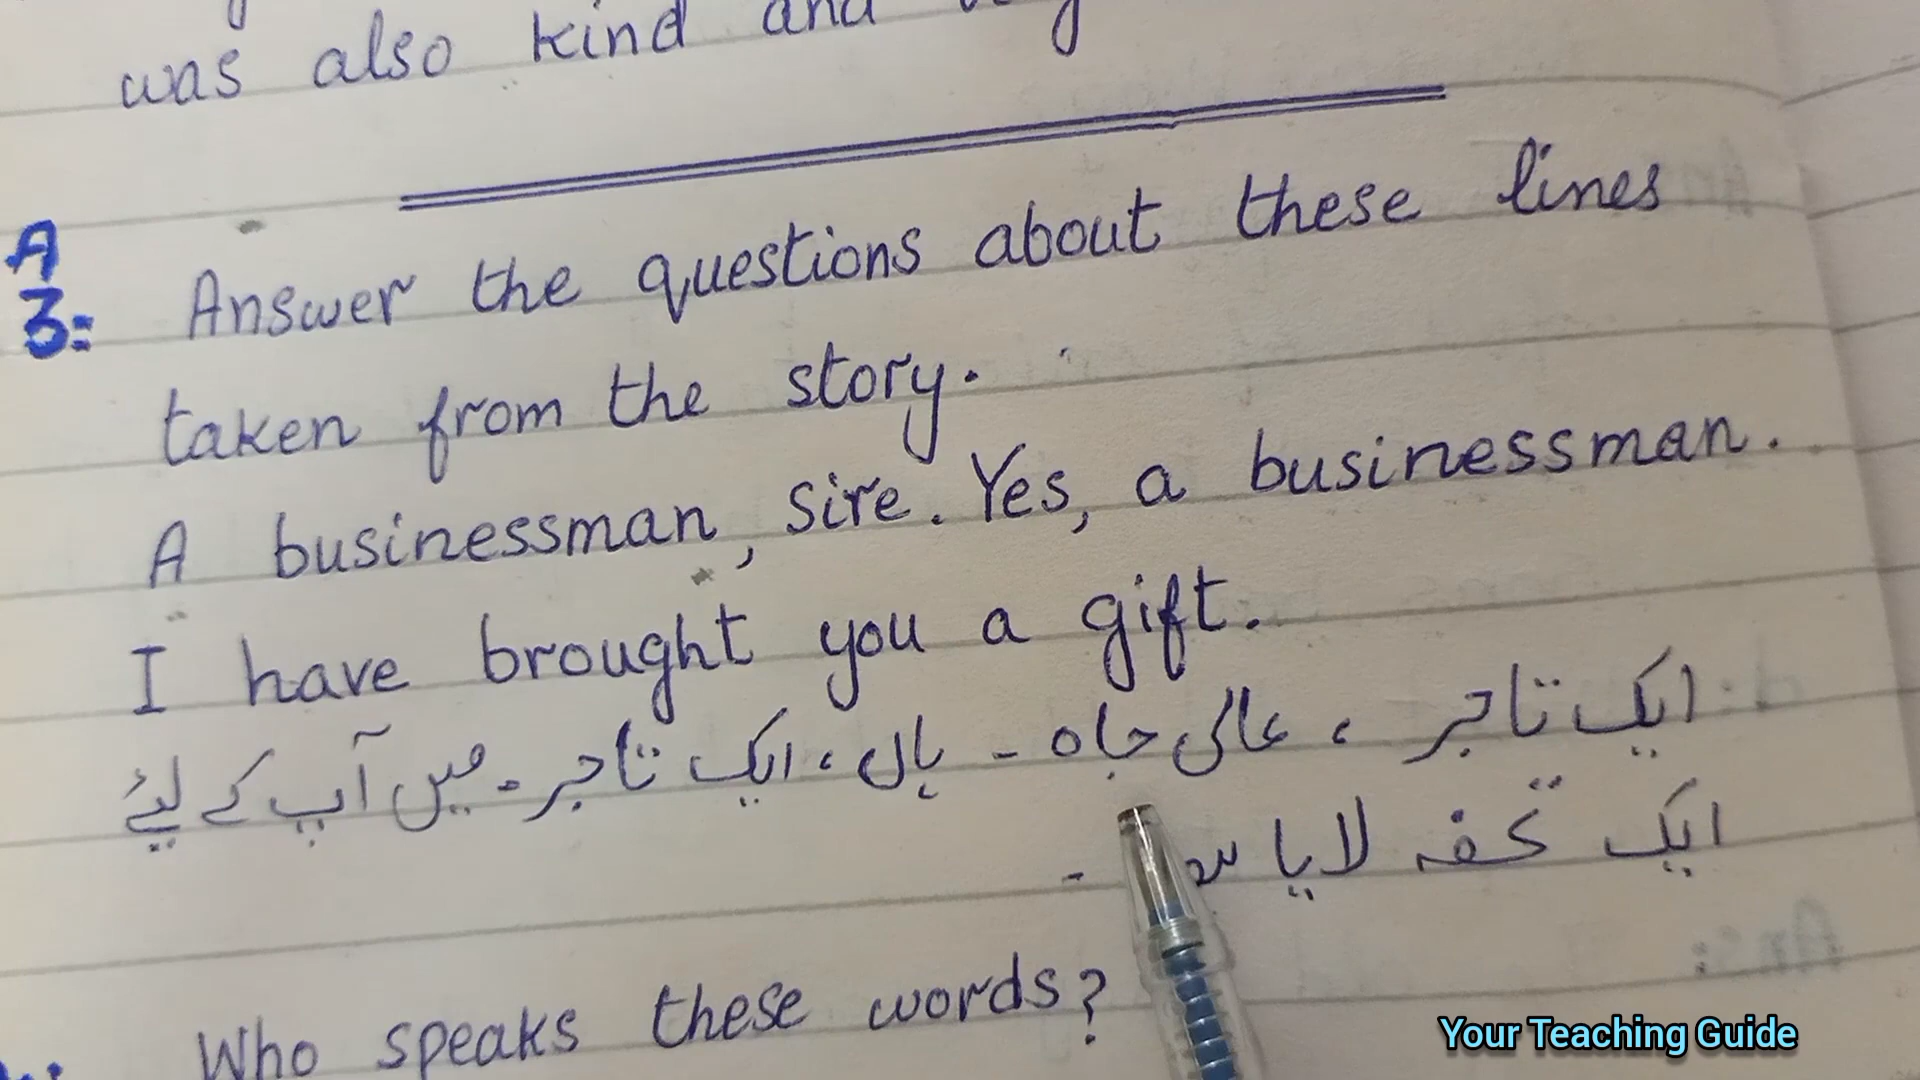 was also kind and
A
3: Answer the questions about these lines
taken from the story.
A businessman, sire. Yes, a businessman.
I have brought you a gift.
ایک تاجر، عالی جاہ۔ ہاں، ایک تاجر۔ میں آپ کے لیئے
ایک تحفہ لایا ۔
Who speaks these words?
Your Teaching Guide